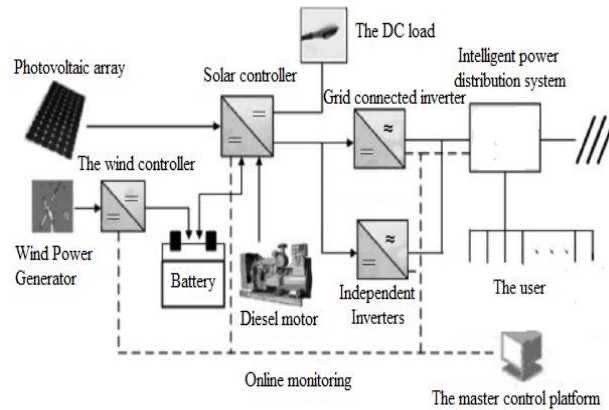 The DC load
Intelligent power
distribution system
Photovoltaic array
Solar controller
Grid connected inverter
The wind controller
Wind Power
Generator
Battery
Diesel motor
Independent
Inverters
The user
Online monitoring
The master control platform